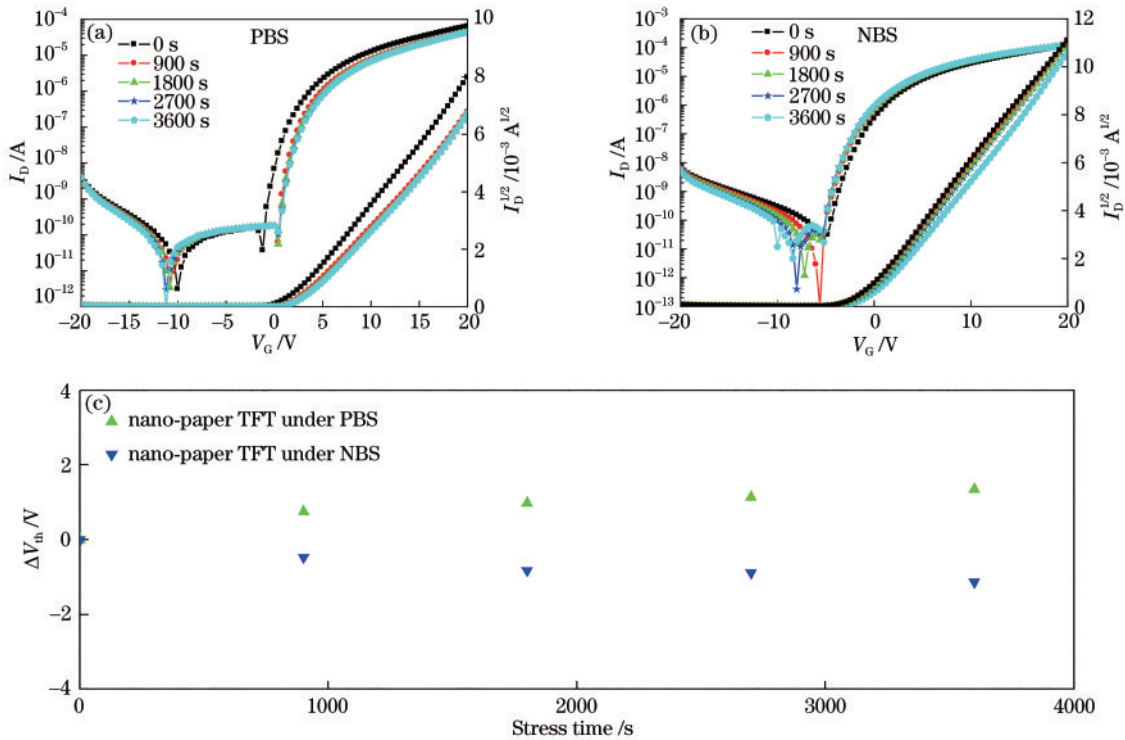 (a)
PBS
0 s
900 s
1800 s
2700 s
3600 s
10⁻⁴
10⁻⁵
10⁻⁶
10⁻⁷
10⁻⁸
10⁻⁹
10⁻¹⁰
10⁻¹¹
10⁻¹²
I_D /A
10
8
6
4
2
0
I_D^{1/2} /10⁻³ A^{1/2}
−20 −15 −10 −5 0 5 10 15 20
V_G /V
(b)
NBS
0 s
900 s
1800 s
2700 s
3600 s
10⁻³
10⁻⁴
10⁻⁵
10⁻⁶
10⁻⁷
10⁻⁸
10⁻⁹
10⁻¹⁰
10⁻¹¹
10⁻¹²
10⁻¹³
I_D /A
12
10
8
6
4
2
0
I_D^{1/2} /10⁻³ A^{1/2}
−20 −10 0 10 20
V_G /V
(c)
nano-paper TFT under PBS
nano-paper TFT under NBS
4
2
0
−2
−4
ΔV_th /V
0 1000 2000 3000 4000
Stress time /s